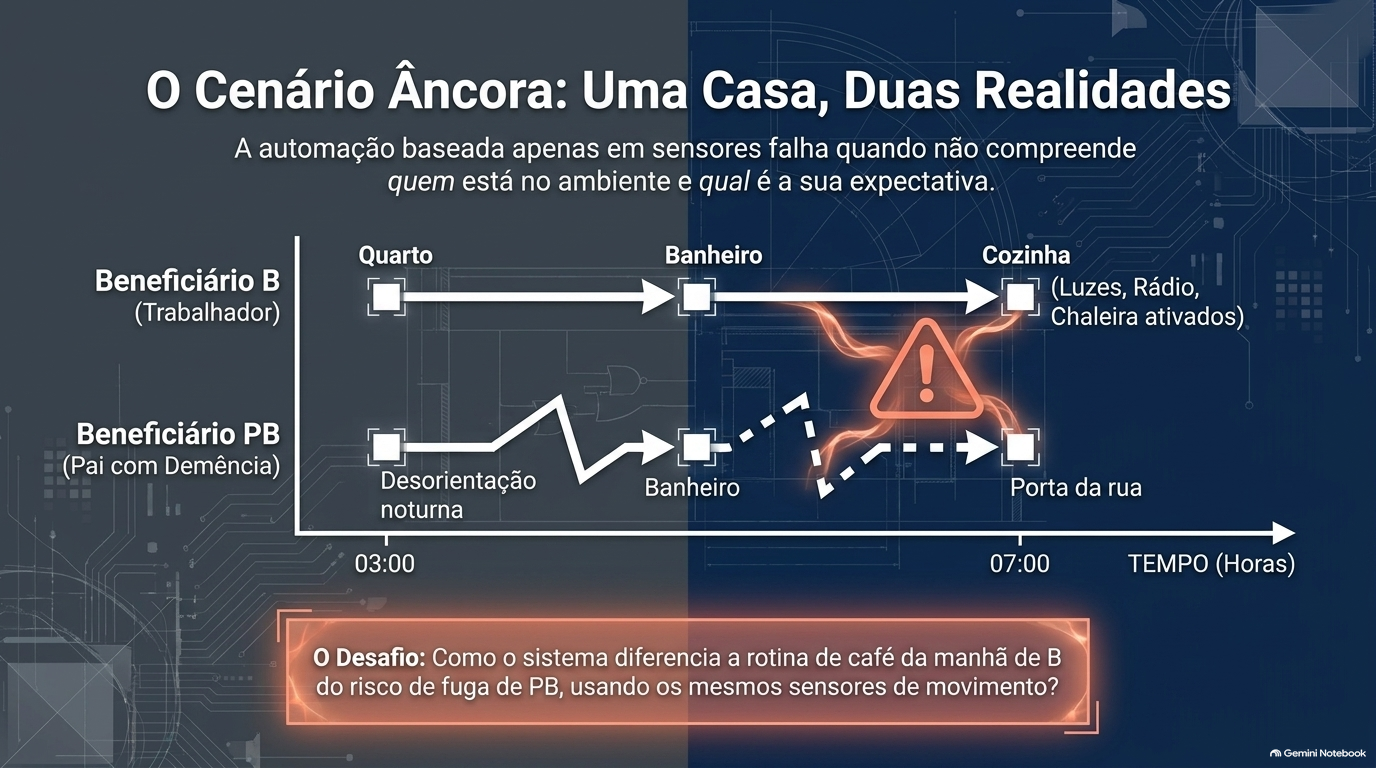 O Cenário Âncora: Uma Casa, Duas Realidades
A automação baseada apenas em sensores falha quando não compreende
quem está no ambiente e qual é a sua expectativa.
Quarto
Banheiro
Cozinha
Beneficiário B
(Trabalhador)
(Luzes, Rádio,
Chaleira ativados)
Beneficiário PB
(Pai com Demência)
Desorientação
noturna
Banheiro
Porta da rua
03:00
07:00
TEMPO (Horas)
O Desafio: Como o sistema diferencia a rotina de café da manhã de B
do risco de fuga de PB, usando os mesmos sensores de movimento?
Gemini Notebook